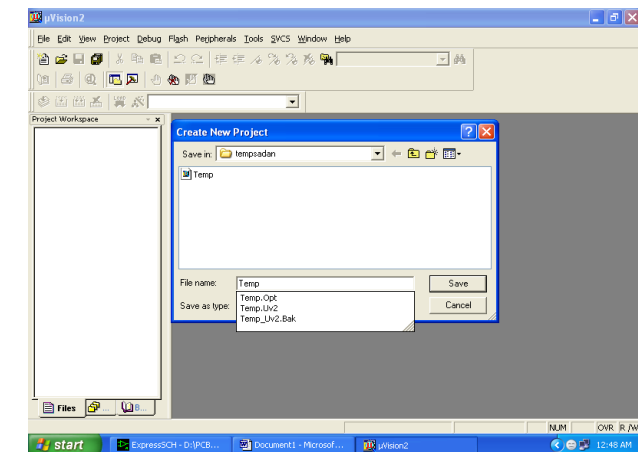 µVision2
File Edit View Project Debug Flash Peripherals Tools SVCS Window Help
Project Workspace
Create New Project
Save in: tempsadan
Temp
File name: Temp Save
Temp.Opt
Save as type: Temp.Uv2 Cancel
Temp_Uv2.Bak
Files ... B...
NUM OVR R/W
start ExpressSCH - D:\PCB... Document1 - Microsof... µVision2 12:48 AM